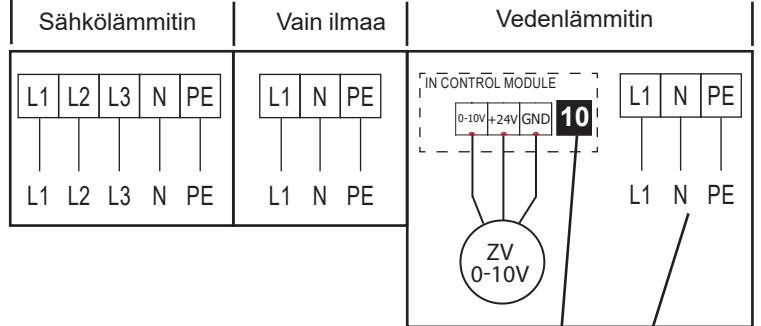 Sähkölämmitin
Vain ilmaa
Vedenlämmitin
L1 L2 L3 N PE
L1 L2 L3 N PE
L1 N PE
L1 N PE
IN CONTROL MODULE
0-10V +24V GND 10
ZV
0-10V
L1 N PE
L1 N PE